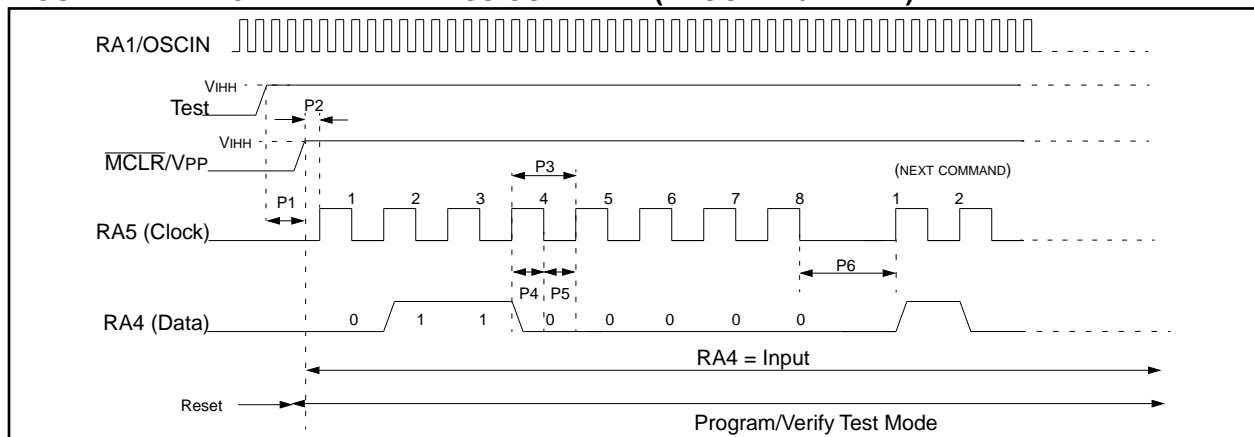 RA1/OSCIN
VIHH
Test
P2
VIHH
MCLR/VPP
P3
(NEXT COMMAND)
P1
1 2 3 4 5 6 7 8 1 2
RA5 (Clock)
P6
P4 P5
RA4 (Data)
0 1 1 0 0 0 0 0
RA4 = Input
Reset
Program/Verify Test Mode